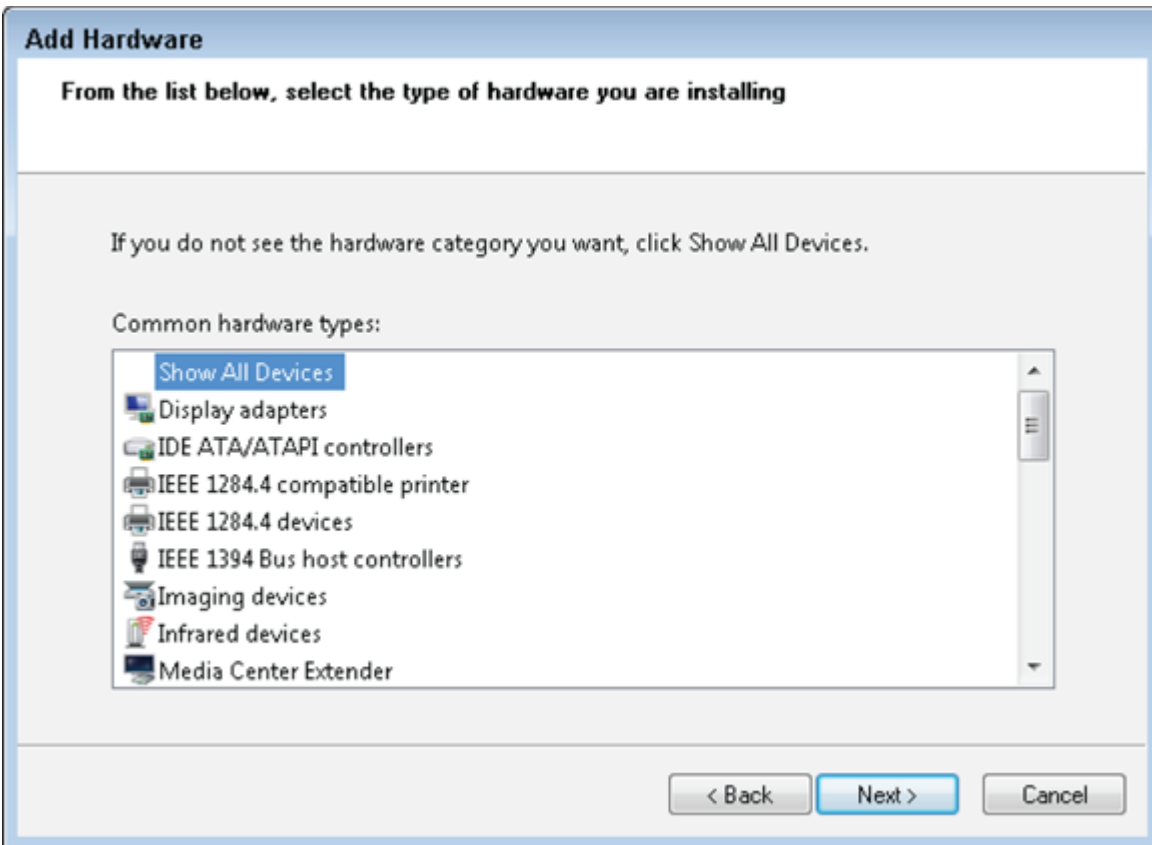 Add Hardware
From the list below, select the type of hardware you are installing
If you do not see the hardware category you want, click Show All Devices.
Common hardware types:
Show All Devices
Display adapters
IDE ATA/ATAPI controllers
IEEE 1284.4 compatible printer
IEEE 1284.4 devices
IEEE 1394 Bus host controllers
Imaging devices
Infrared devices
Media Center Extender
< Back Next > Cancel